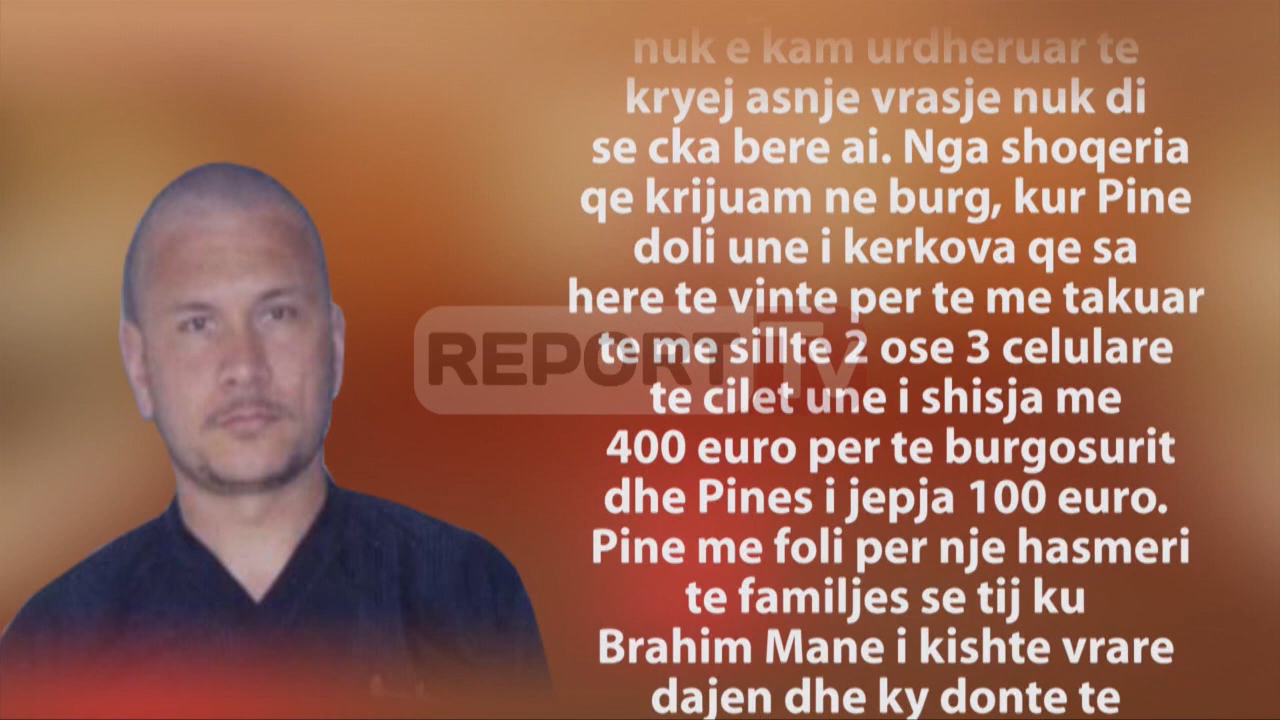 nuk e kam urdheruar te
kryej asnje vrasje nuk di
se cka bere ai. Nga shoqeria
qe krijuam ne burg, kur Pine
doli une i kerkova qe sa
here te vinte per te me takuar
te me sillte 2 ose 3 celulare
te cilet une i shisja me
400 euro per te burgosurit
dhe Pines i jepja 100 euro.
Pine me foli per nje hasmeri
te familjes se tij ku
Brahim Mane i kishte vrare
dajen dhe ky donte te
REPORT Tv